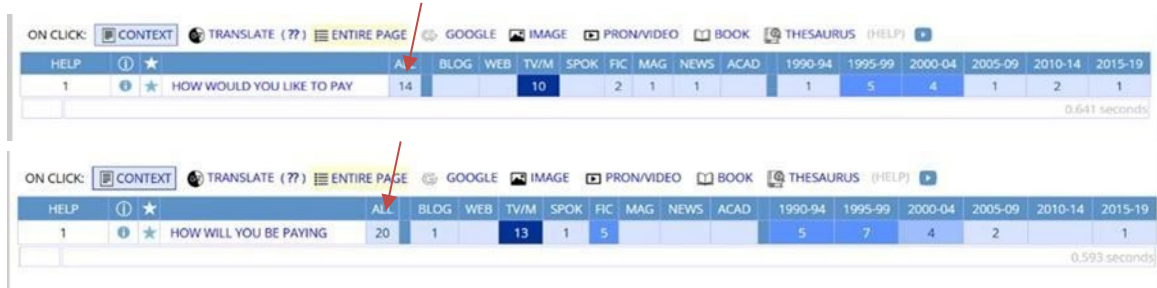 ON CLICK: CONTEXT TRANSLATE (??) ENTIRE PAGE GOOGLE IMAGE PRON/VIDEO BOOK THESAURUS (HELP)
HELP ALL BLOG WEB TV/M SPOK FIC MAG NEWS ACAD 1990-94 1995-99 2000-04 2005-09 2010-14 2015-19
1 HOW WOULD YOU LIKE TO PAY 14 10 2 1 1 1 5 4 1 2 1
0.641 seconds
ON CLICK: CONTEXT TRANSLATE (??) ENTIRE PAGE GOOGLE IMAGE PRON/VIDEO BOOK THESAURUS (HELP)
HELP ALL BLOG WEB TV/M SPOK FIC MAG NEWS ACAD 1990-94 1995-99 2000-04 2005-09 2010-14 2015-19
1 HOW WILL YOU BE PAYING 20 1 13 1 5 5 7 4 2 1
0.593 seconds